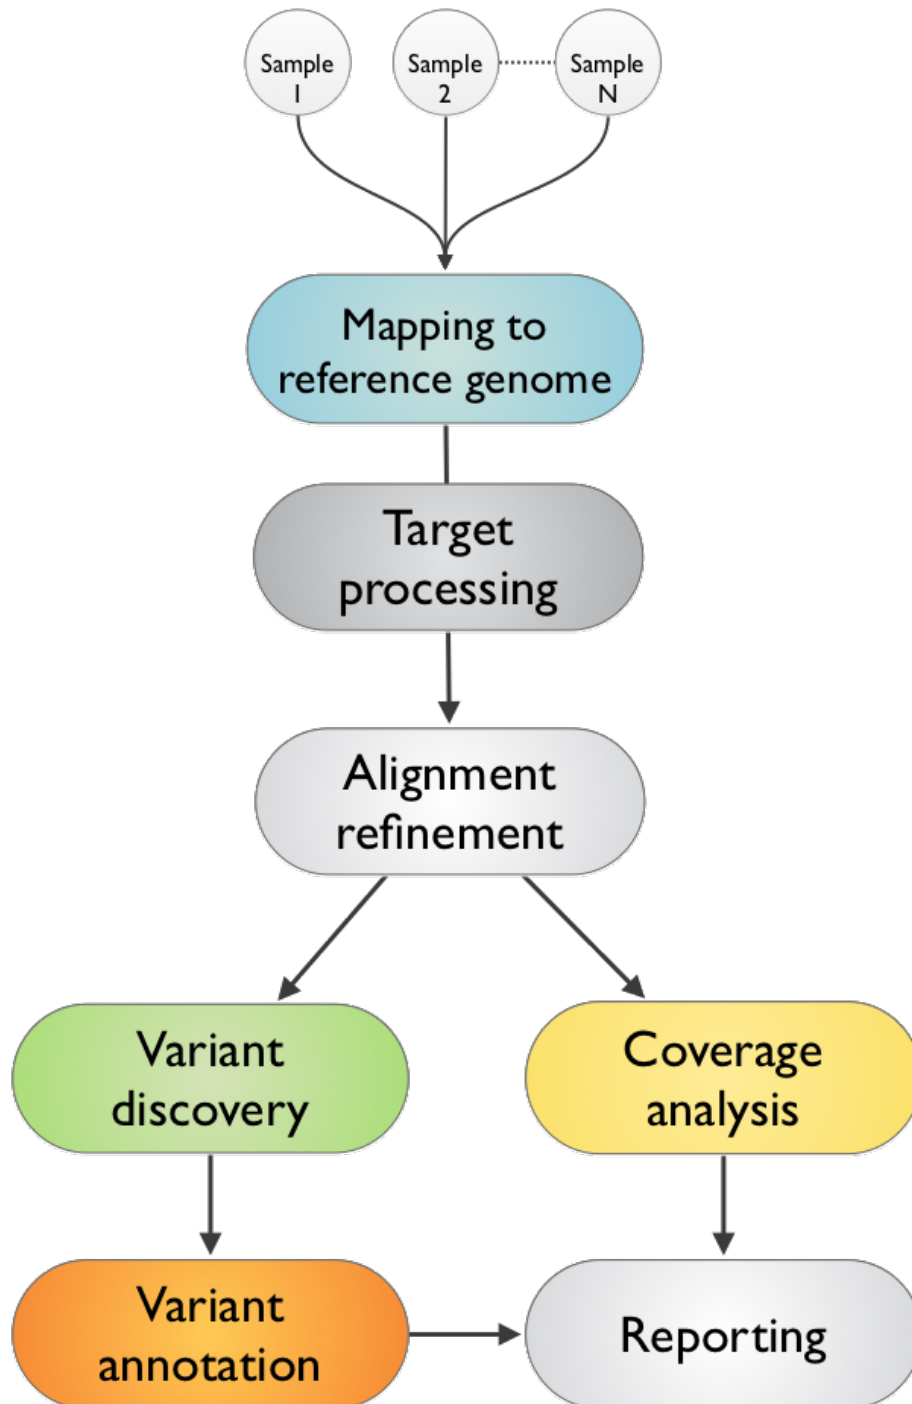 Sample
1
Sample
2
Sample
N
Mapping to
reference genome
Target
processing
Alignment
refinement
Variant
discovery
Coverage
analysis
Variant
annotation
Reporting